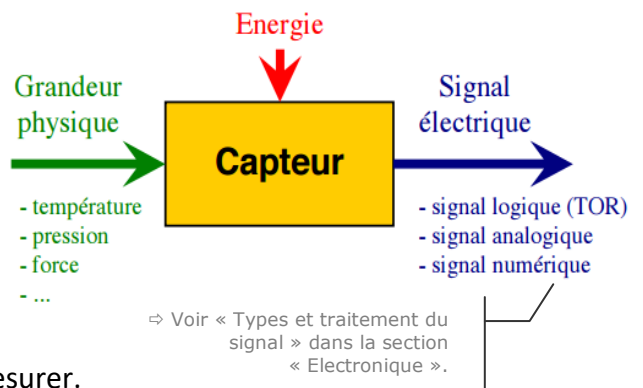 Energie
Grandeur
physique
Signal
électrique
Capteur
- température
- pression
- force
- ...
- signal logique (TOR)
- signal analogique
- signal numérique
⇨ Voir « Types et traitement du
signal » dans la section
« Electronique ».
esurer.